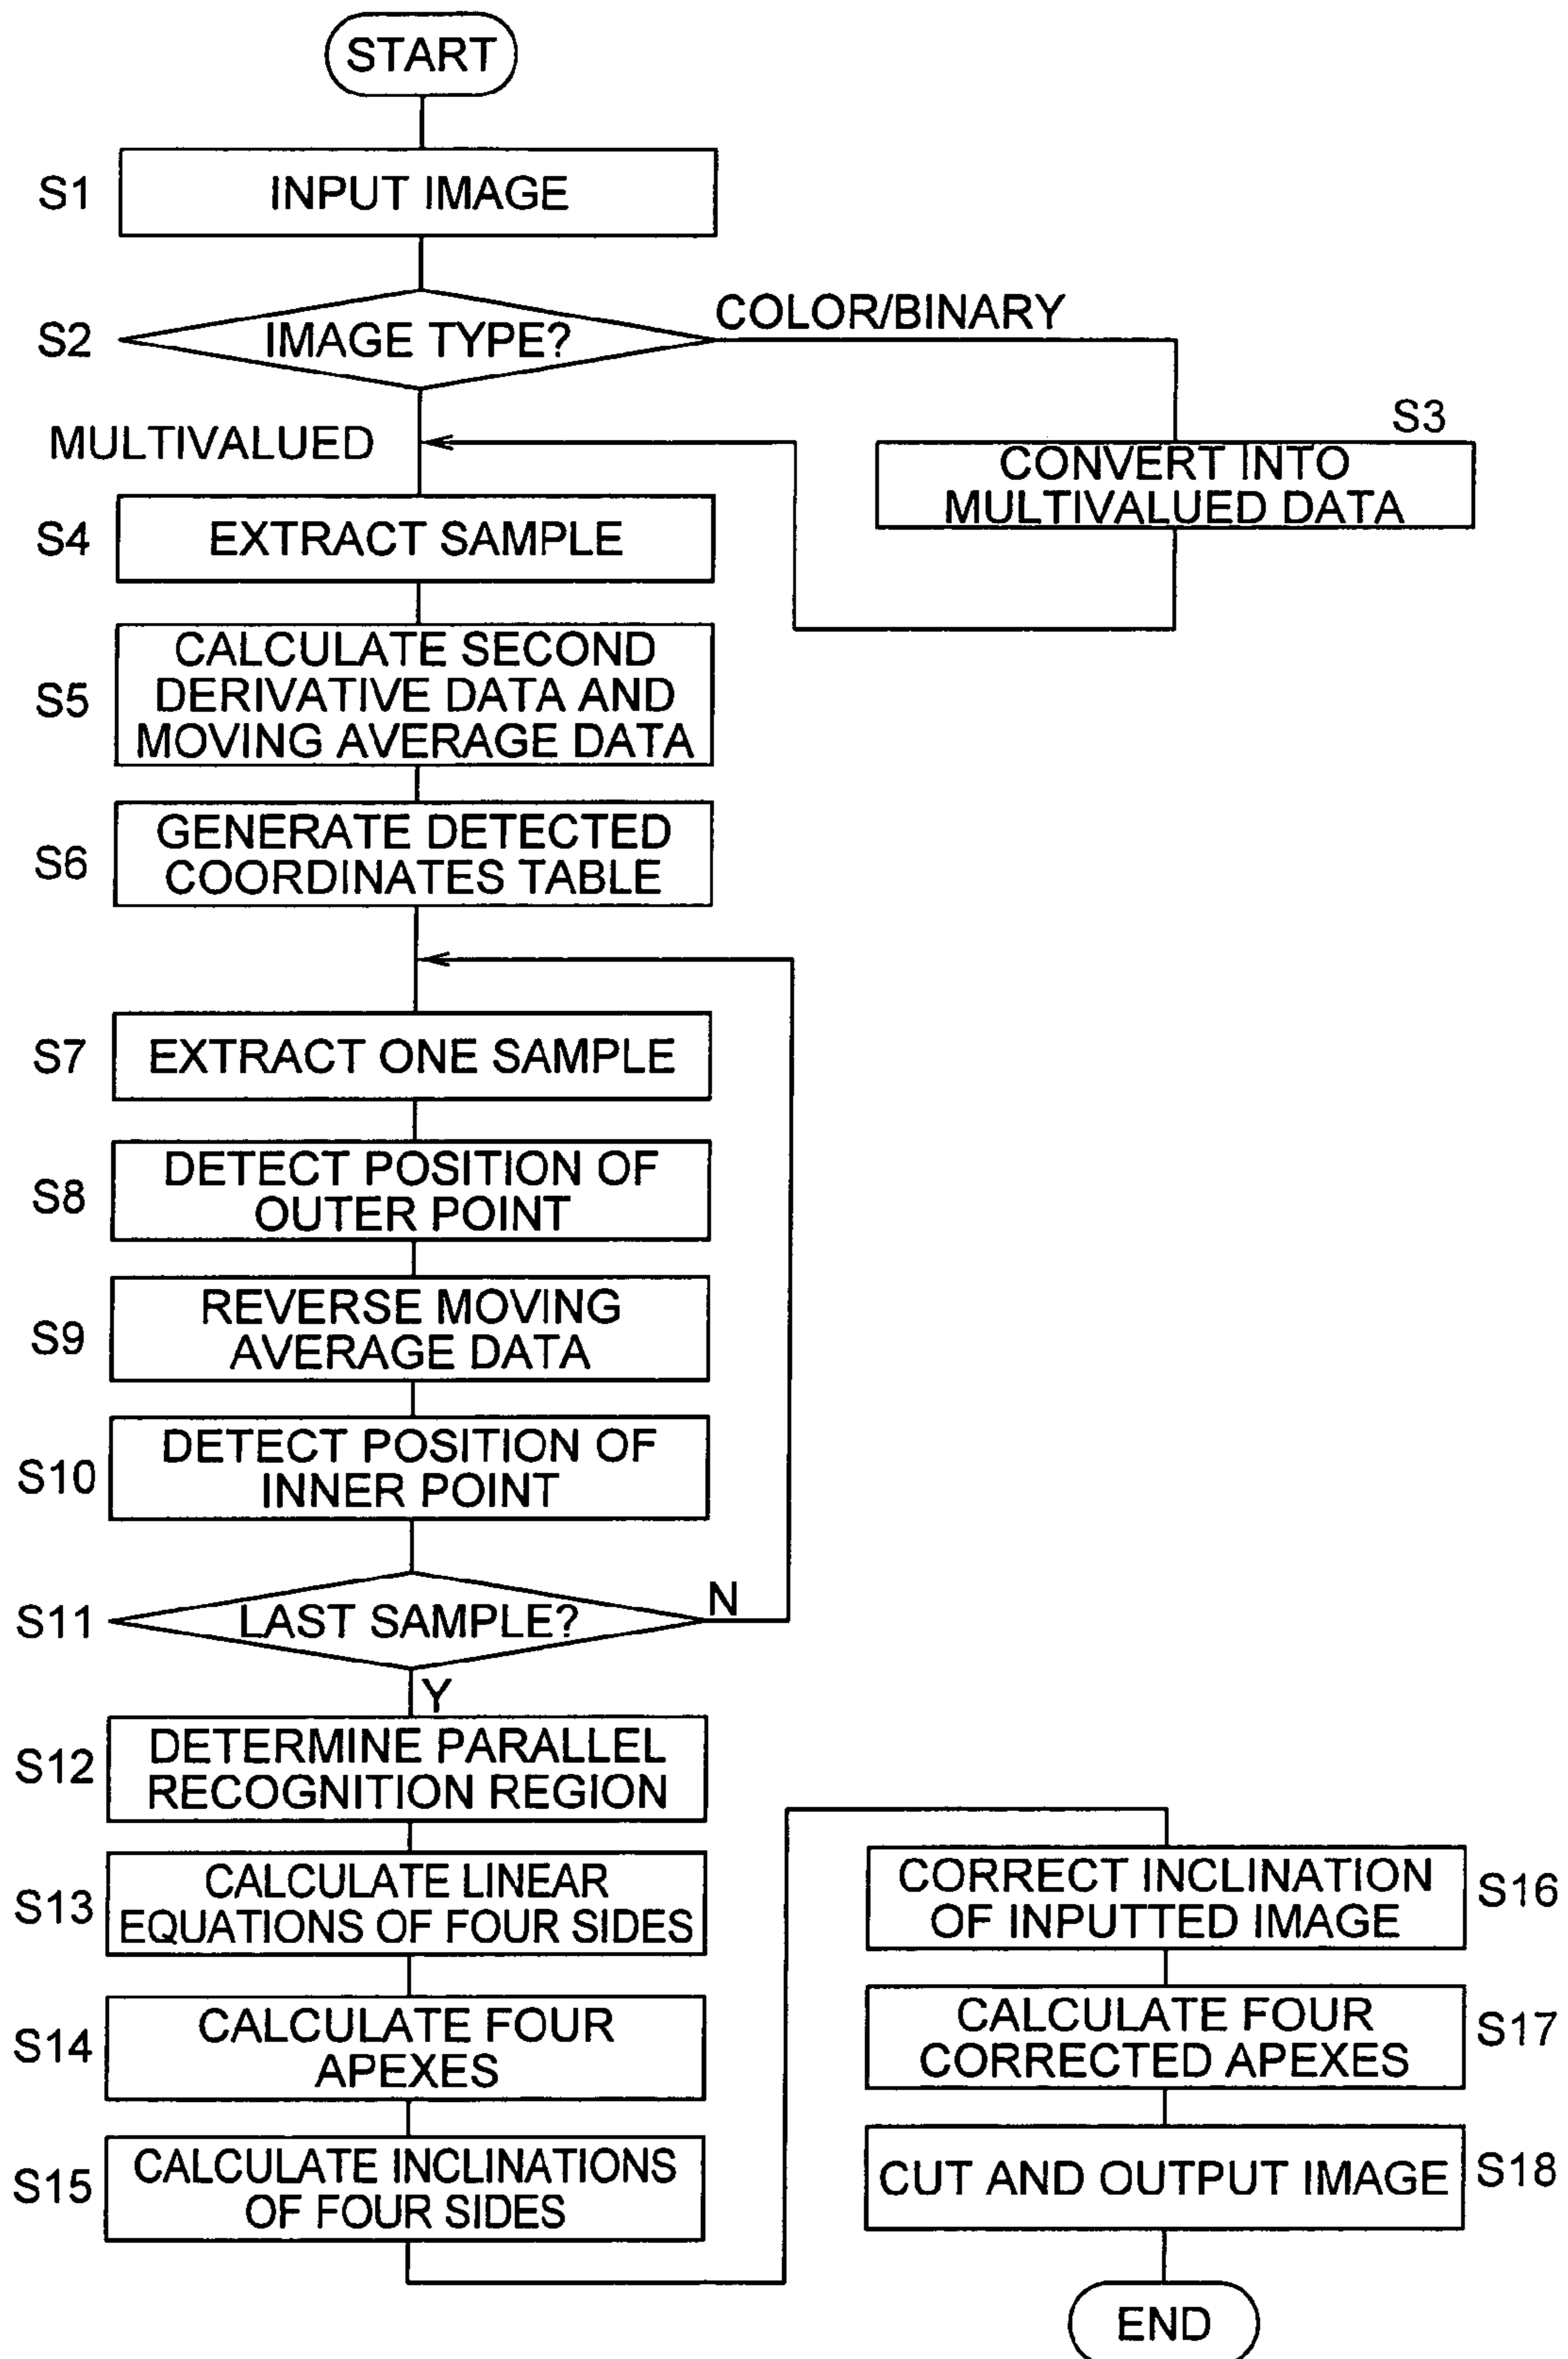 START
S1
INPUT IMAGE
S2
IMAGE TYPE?
COLOR/BINARY
MULTIVALUED
S3
CONVERT INTO
MULTIVALUED DATA
S4
EXTRACT SAMPLE
S5
CALCULATE SECOND
DERIVATIVE DATA AND
MOVING AVERAGE DATA
S6
GENERATE DETECTED
COORDINATES TABLE
S7
EXTRACT ONE SAMPLE
S8
DETECT POSITION OF
OUTER POINT
S9
REVERSE MOVING
AVERAGE DATA
S10
DETECT POSITION OF
INNER POINT
S11
LAST SAMPLE?
N
Y
S12
DETERMINE PARALLEL
RECOGNITION REGION
S13
CALCULATE LINEAR
EQUATIONS OF FOUR SIDES
S14
CALCULATE FOUR
APEXES
S15
CALCULATE INCLINATIONS
OF FOUR SIDES
CORRECT INCLINATION
OF INPUTTED IMAGE
S16
CALCULATE FOUR
CORRECTED APEXES
S17
CUT AND OUTPUT IMAGE
S18
END